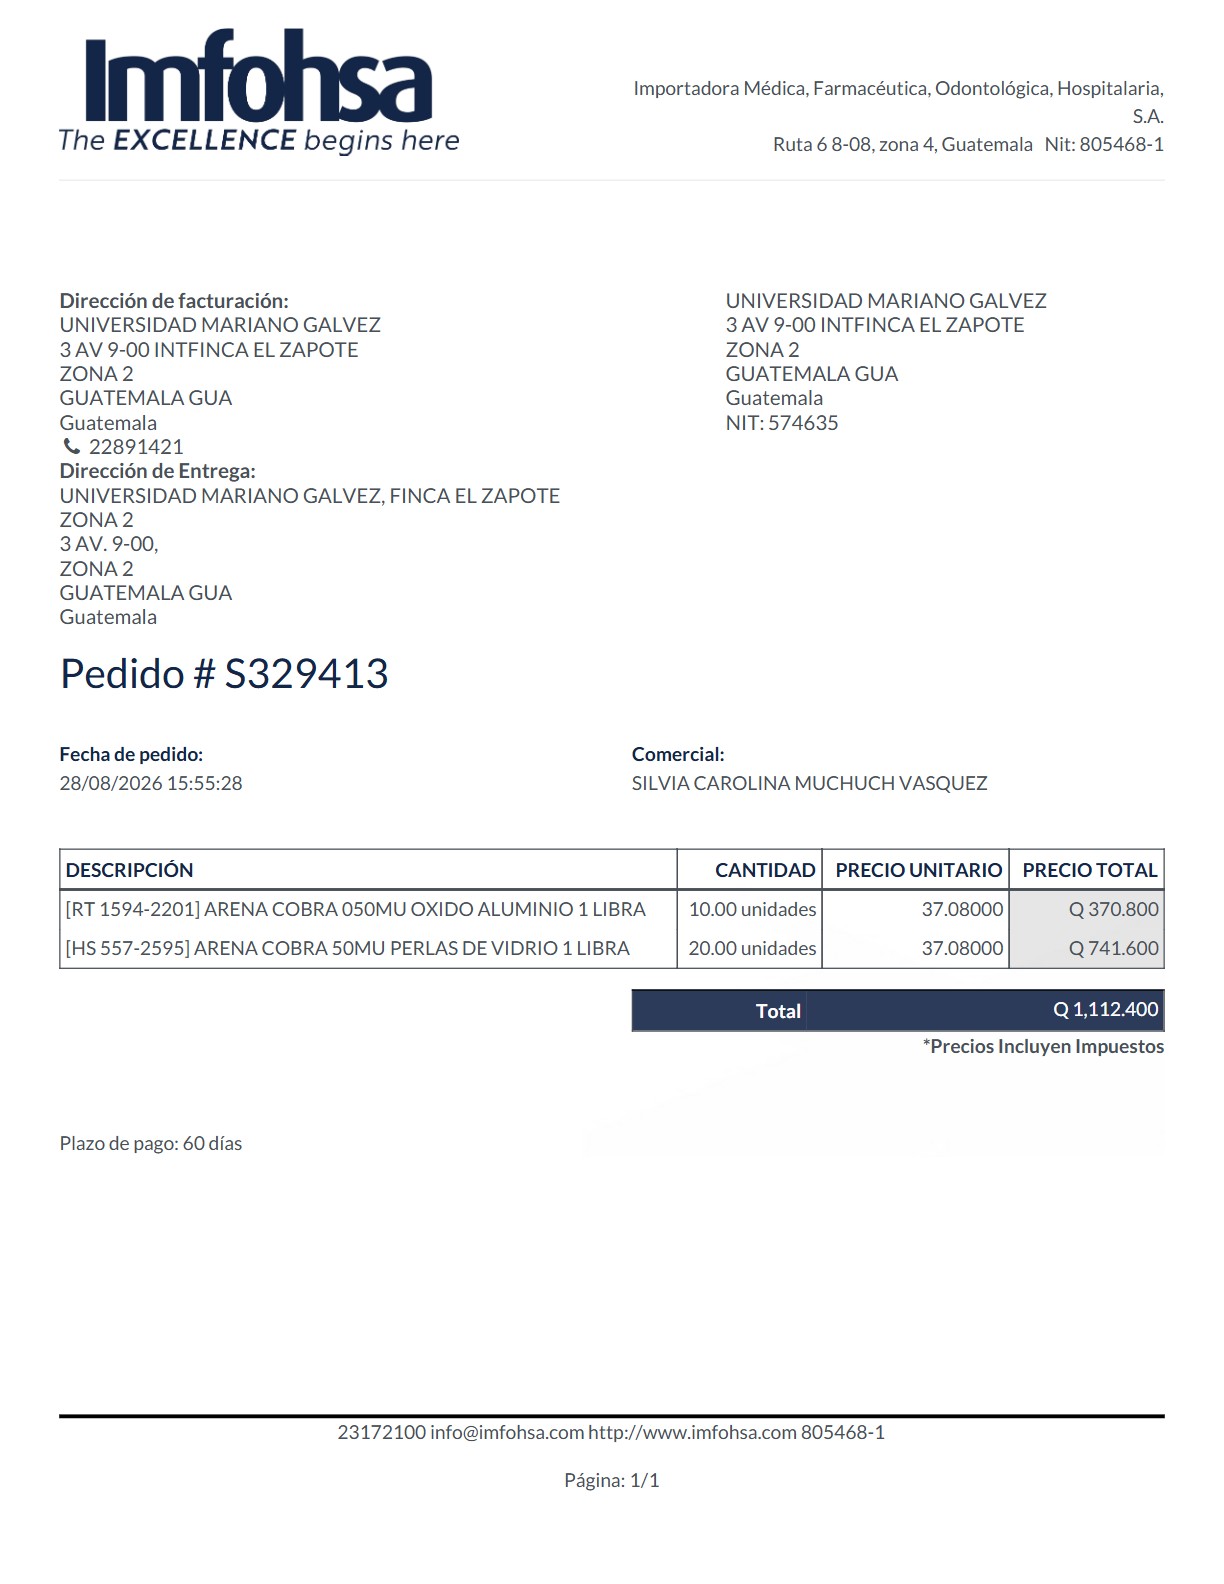 Imfohsa
The EXCELLENCE begins here
Importadora Médica, Farmacéutica, Odontológica, Hospitalaria,
S.A.
Ruta 6 8-08, zona 4, Guatemala Nit: 805468-1
Dirección de facturación:
UNIVERSIDAD MARIANO GALVEZ
3 AV 9-00 INTFINCA EL ZAPOTE
ZONA 2
GUATEMALA GUA
Guatemala
22891421
Dirección de Entrega:
UNIVERSIDAD MARIANO GALVEZ, FINCA EL ZAPOTE
ZONA 2
3 AV. 9-00,
ZONA 2
GUATEMALA GUA
Guatemala
UNIVERSIDAD MARIANO GALVEZ
3 AV 9-00 INTFINCA EL ZAPOTE
ZONA 2
GUATEMALA GUA
Guatemala
NIT: 574635
Pedido # S329413
Fecha de pedido:
28/08/2026 15:55:28
Comercial:
SILVIA CAROLINA MUCHUCH VASQUEZ
DESCRIPCIÓN CANTIDAD PRECIO UNITARIO PRECIO TOTAL
[RT 1594-2201] ARENA COBRA 050MU OXIDO ALUMINIO 1 LIBRA 10.00 unidades 37.08000 Q 370.800
[HS 557-2595] ARENA COBRA 50MU PERLAS DE VIDRIO 1 LIBRA 20.00 unidades 37.08000 Q 741.600
Total Q 1,112.400
*Precios Incluyen Impuestos
Plazo de pago: 60 días
23172100 info@imfohsa.com http://www.imfohsa.com 805468-1
Página: 1/1